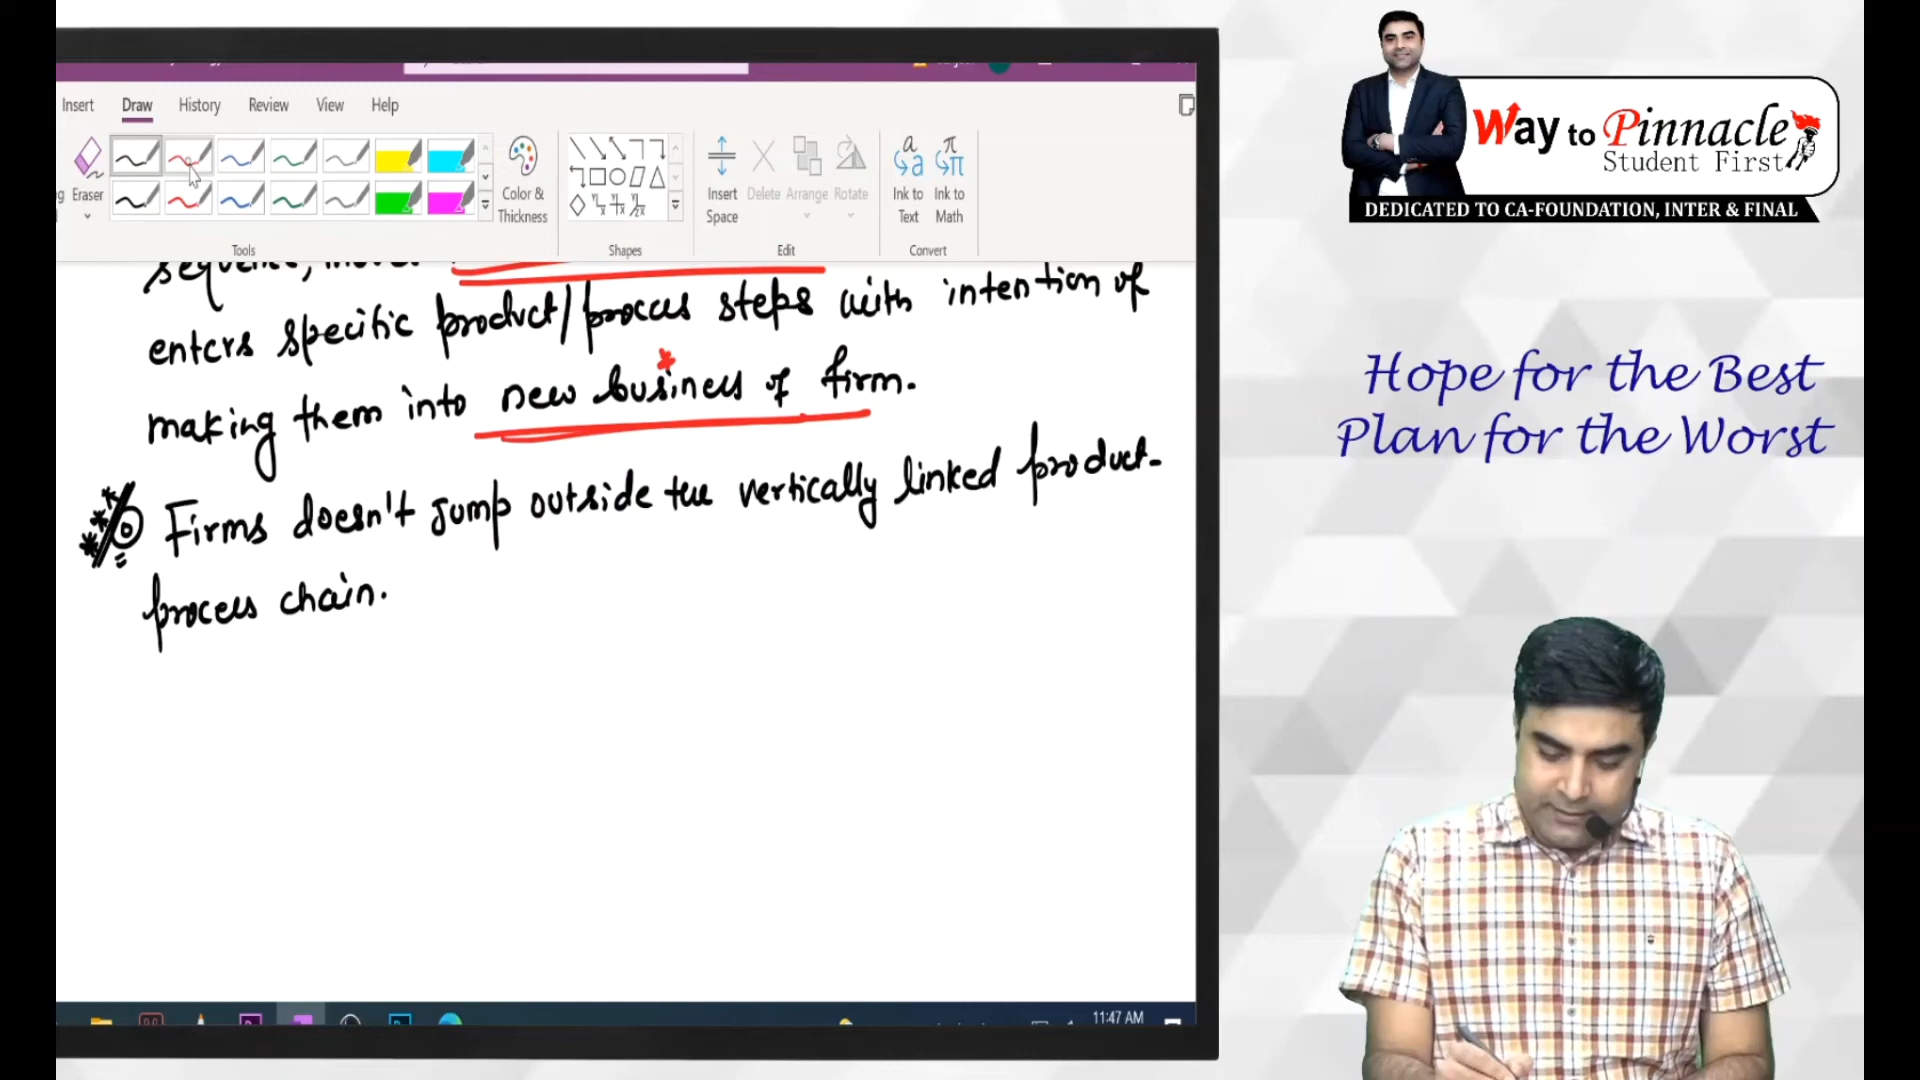 Insert Draw History Review View Help
Eraser
Color & Thickness
Insert Space
Delete Arrange Rotate
Ink to Text
Ink to Math
Tools Shapes Edit Convert
enters specific product/process steps with intention of
making them into new business of firm.
Firms doesn't jump outside the vertically linked product-
process chain.
11:47 AM
Way to Pinnacle
Student First
DEDICATED TO CA-FOUNDATION, INTER & FINAL
Hope for the Best
Plan for the Worst